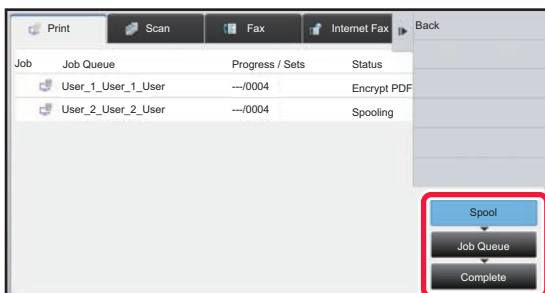 Print Scan Fax Internet Fax Back
Job Job Queue Progress / Sets Status
User_1_User_1_User ---/0004 Encrypt PDF
User_2_User_2_User ---/0004 Spooling
Spool
Job Queue
Complete